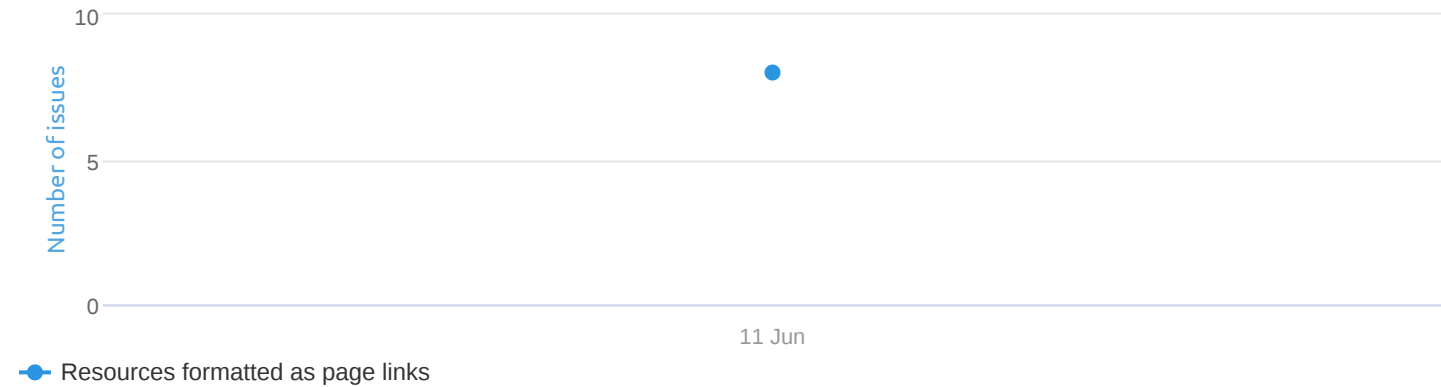 10
Number of issues
5
0
11 Jun
Resources formatted as page links